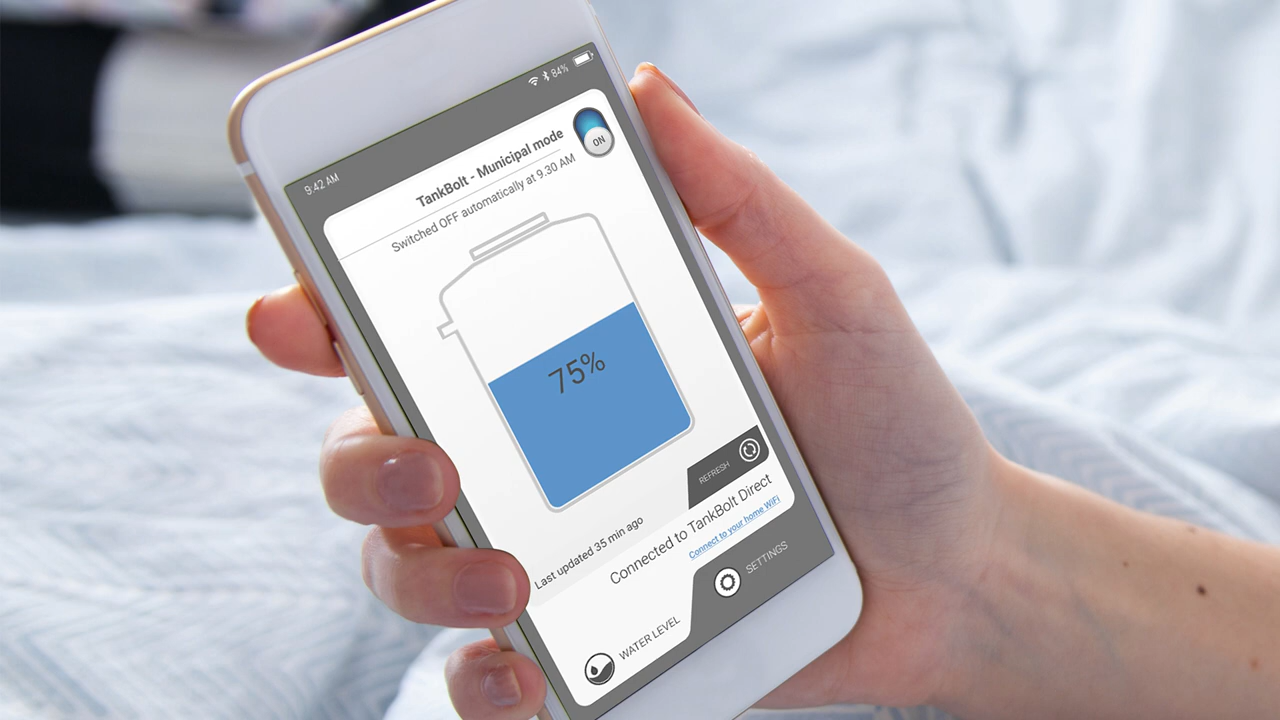 9:42 AM
84%
TankBolt - Municipal mode
ON
Switched OFF automatically at 9.30 AM
75%
REFRESH
Last updated 35 min ago
Connected to TankBolt Direct
Connect to your home WiFi
WATER LEVEL
SETTINGS